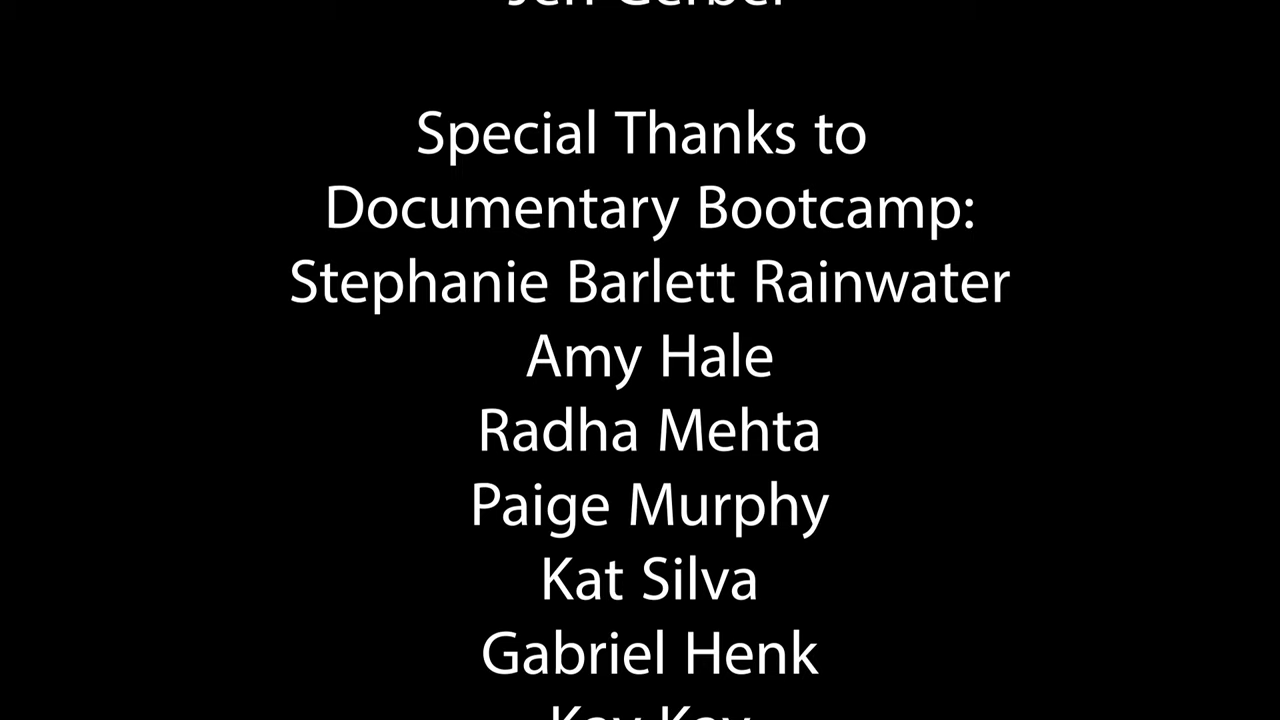 Special Thanks to
Documentary Bootcamp:
Stephanie Barlett Rainwater
Amy Hale
Radha Mehta
Paige Murphy
Kat Silva
Gabriel Henk